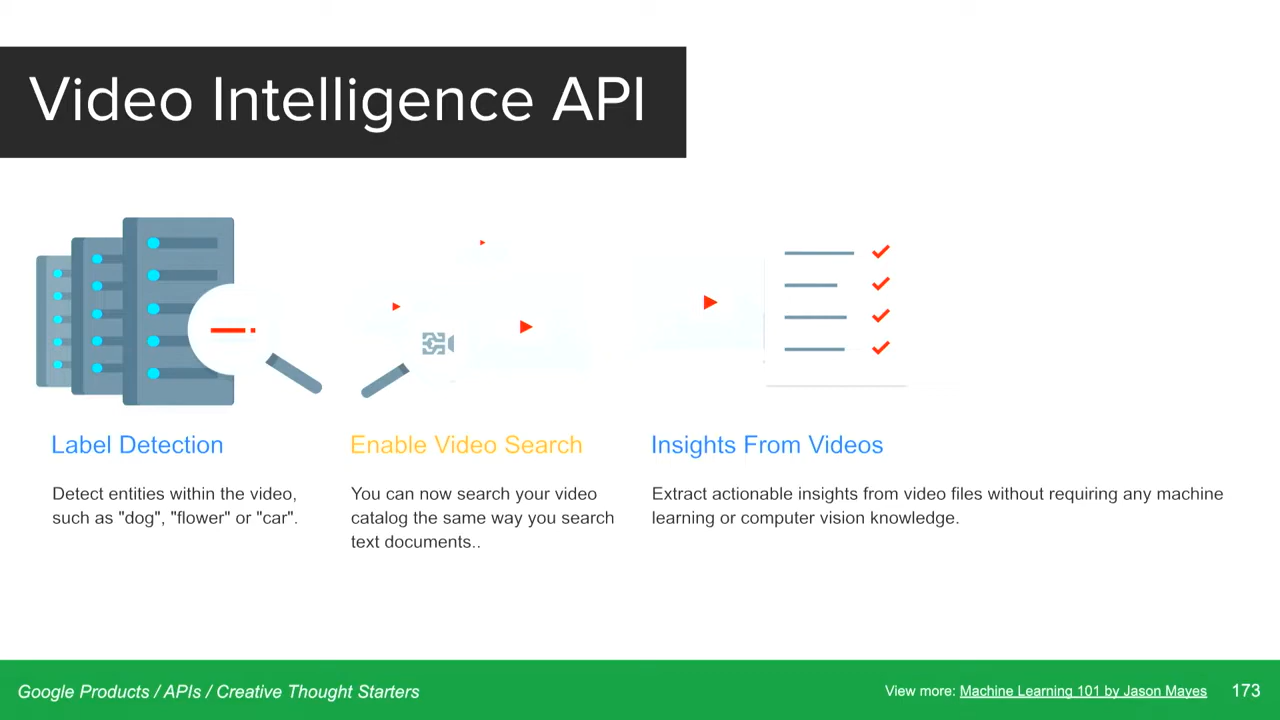 Video Intelligence API
Label Detection
Detect entities within the video,
such as "dog", "flower" or "car".
Enable Video Search
You can now search your video
catalog the same way you search
text documents..
Insights From Videos
Extract actionable insights from video files without requiring any machine
learning or computer vision knowledge.
Google Products / APIs / Creative Thought Starters
View more: Machine Learning 101 by Jason Mayes 173